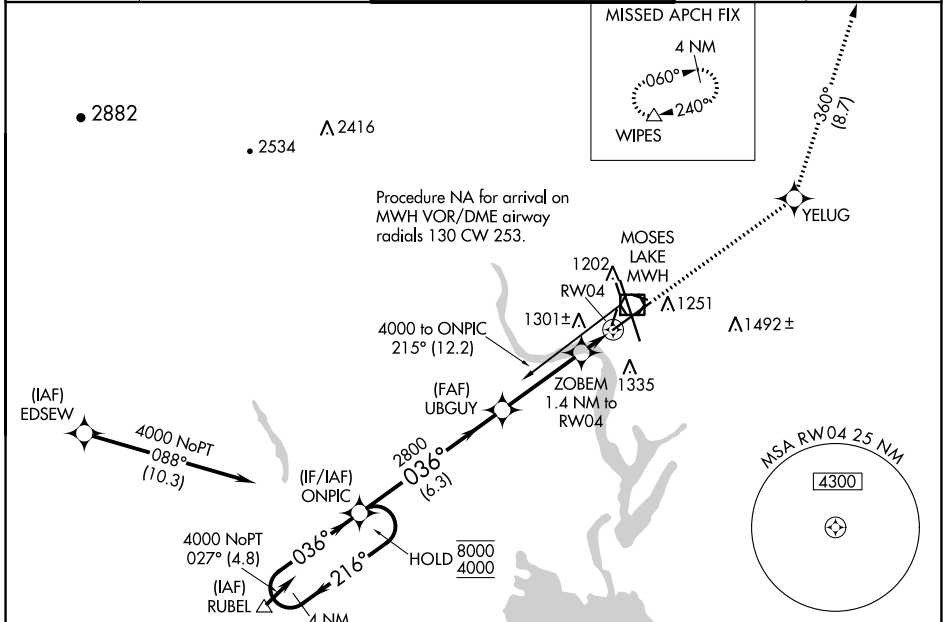 MISSED APCH FIX
4 NM
060°
240°
WIPES
360°
(8.7)
2882
2534
2416
Procedure NA for arrival on
MWH VOR/DME airway
radials 130 CW 253.
YELUG
MOSES
LAKE
MWH
1202
RW04
1251
1301±
1492±
4000 to ONPIC
215° (12.2)
1335
ZOBEM
1.4 NM to
RW04
(FAF)
UBGUY
(IAF)
EDSEW
4000 NoPT
088°
(10.3)
2800
036°
(6.3)
(IF/IAF)
ONPIC
MSA RW04 25 NM
4300
4000 NoPT
027° (4.8)
036°
216°
HOLD
8000
4000
(IAF)
RUBEL
4 NM